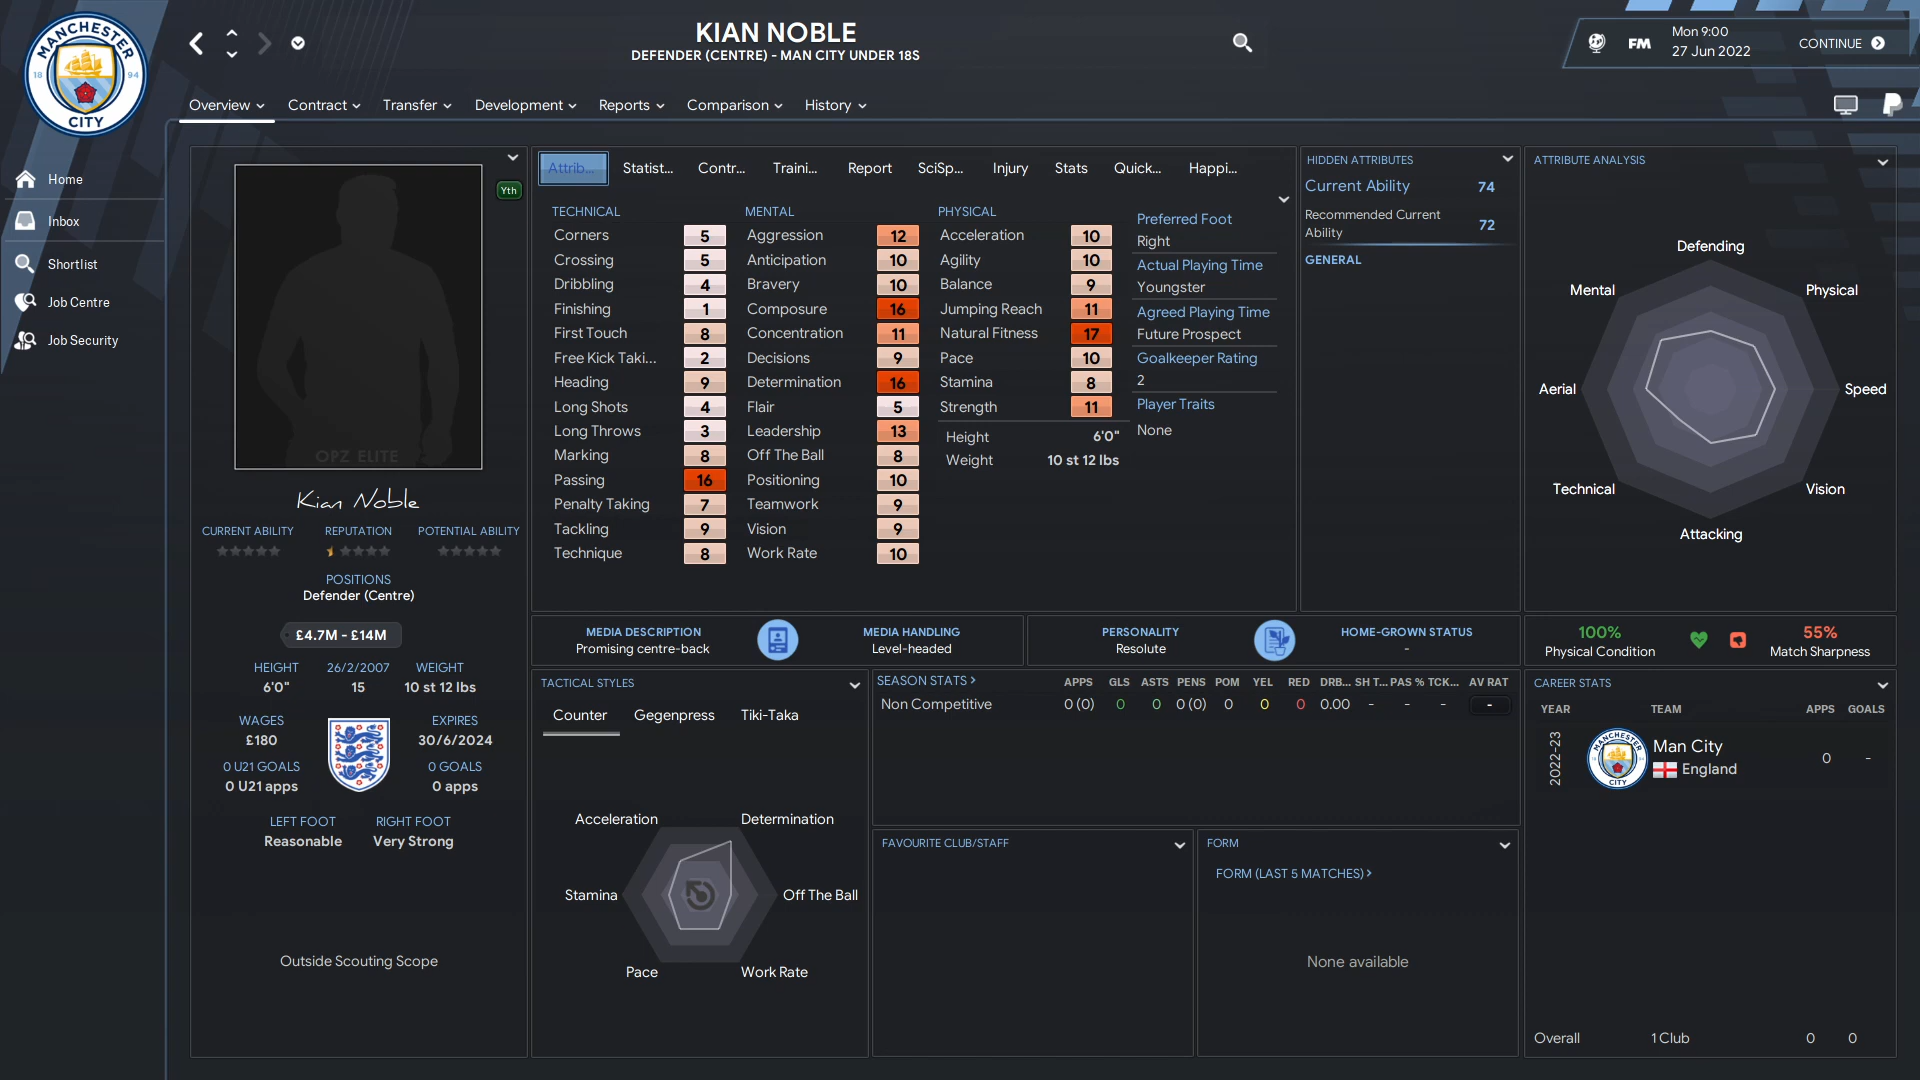 MANCHESTER
18 94
CITY
KIAN NOBLE
DEFENDER (CENTRE) - MAN CITY UNDER 18S
FM
Mon 9:00
27 Jun 2022
CONTINUE
Overview
Contract
Transfer
Development
Reports
Comparison
History
Home
Inbox
Shortlist
Job Centre
Job Security
Yth
OPZ ELITE
Kian Noble
CURRENT ABILITY REPUTATION POTENTIAL ABILITY
POSITIONS
Defender (Centre)
£4.7M - £14M
HEIGHT 26/2/2007 WEIGHT
6'0" 15 10 st 12 lbs
WAGES EXPIRES
£180 30/6/2024
0 U21 GOALS 0 GOALS
0 U21 apps 0 apps
LEFT FOOT RIGHT FOOT
Reasonable Very Strong
Outside Scouting Scope
Attrib... Statist... Contr... Traini... Report SciSp... Injury Stats Quick... Happi...
TECHNICAL
Corners 5
Crossing 5
Dribbling 4
Finishing 1
First Touch 8
Free Kick Taki... 2
Heading 9
Long Shots 4
Long Throws 3
Marking 8
Passing 16
Penalty Taking 7
Tackling 9
Technique 8
MENTAL
Aggression 12
Anticipation 10
Bravery 10
Composure 16
Concentration 11
Decisions 9
Determination 16
Flair 5
Leadership 13
Off The Ball 8
Positioning 10
Teamwork 9
Vision 9
Work Rate 10
PHYSICAL
Acceleration 10
Agility 10
Balance 9
Jumping Reach 11
Natural Fitness 17
Pace 10
Stamina 8
Strength 11
Height 6'0"
Weight 10 st 12 lbs
Preferred Foot
Right
Actual Playing Time
Youngster
Agreed Playing Time
Future Prospect
Goalkeeper Rating
2
Player Traits
None
HIDDEN ATTRIBUTES
Current Ability 74
Recommended Current
Ability 72
GENERAL
ATTRIBUTE ANALYSIS
Defending
Mental Physical
Aerial Speed
Technical Vision
Attacking
MEDIA DESCRIPTION
Promising centre-back
MEDIA HANDLING
Level-headed
PERSONALITY
Resolute
HOME-GROWN STATUS
-
100%
Physical Condition
55%
Match Sharpness
TACTICAL STYLES
Counter Gegenpress Tiki-Taka
Acceleration Determination
Stamina Off The Ball
Pace Work Rate
SEASON STATS > APPS GLS ASTS PENS POM YEL RED DRB... SH T... PAS % TCK... AV RAT
Non Competitive 0 (0) 0 0 0 (0) 0 0 0 0.00 - - - -
FAVOURITE CLUB/STAFF
FORM
FORM (LAST 5 MATCHES) >
None available
CAREER STATS
YEAR TEAM APPS GOALS
2022-23
MANCHESTER
CITY
Man City
England
0 -
Overall 1 Club 0 0